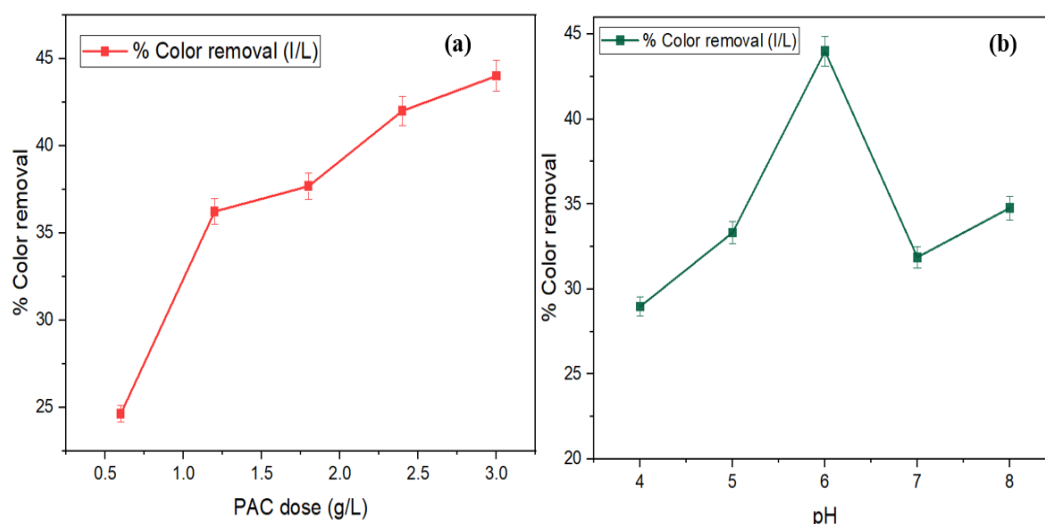 % Color removal (I/L)
(a)
% Color removal
45
40
35
30
25
0.5 1.0 1.5 2.0 2.5 3.0
PAC dose (g/L)
% Color removal (I/L)
(b)
% Color removal
45
40
35
30
25
20
4 5 6 7 8
pH